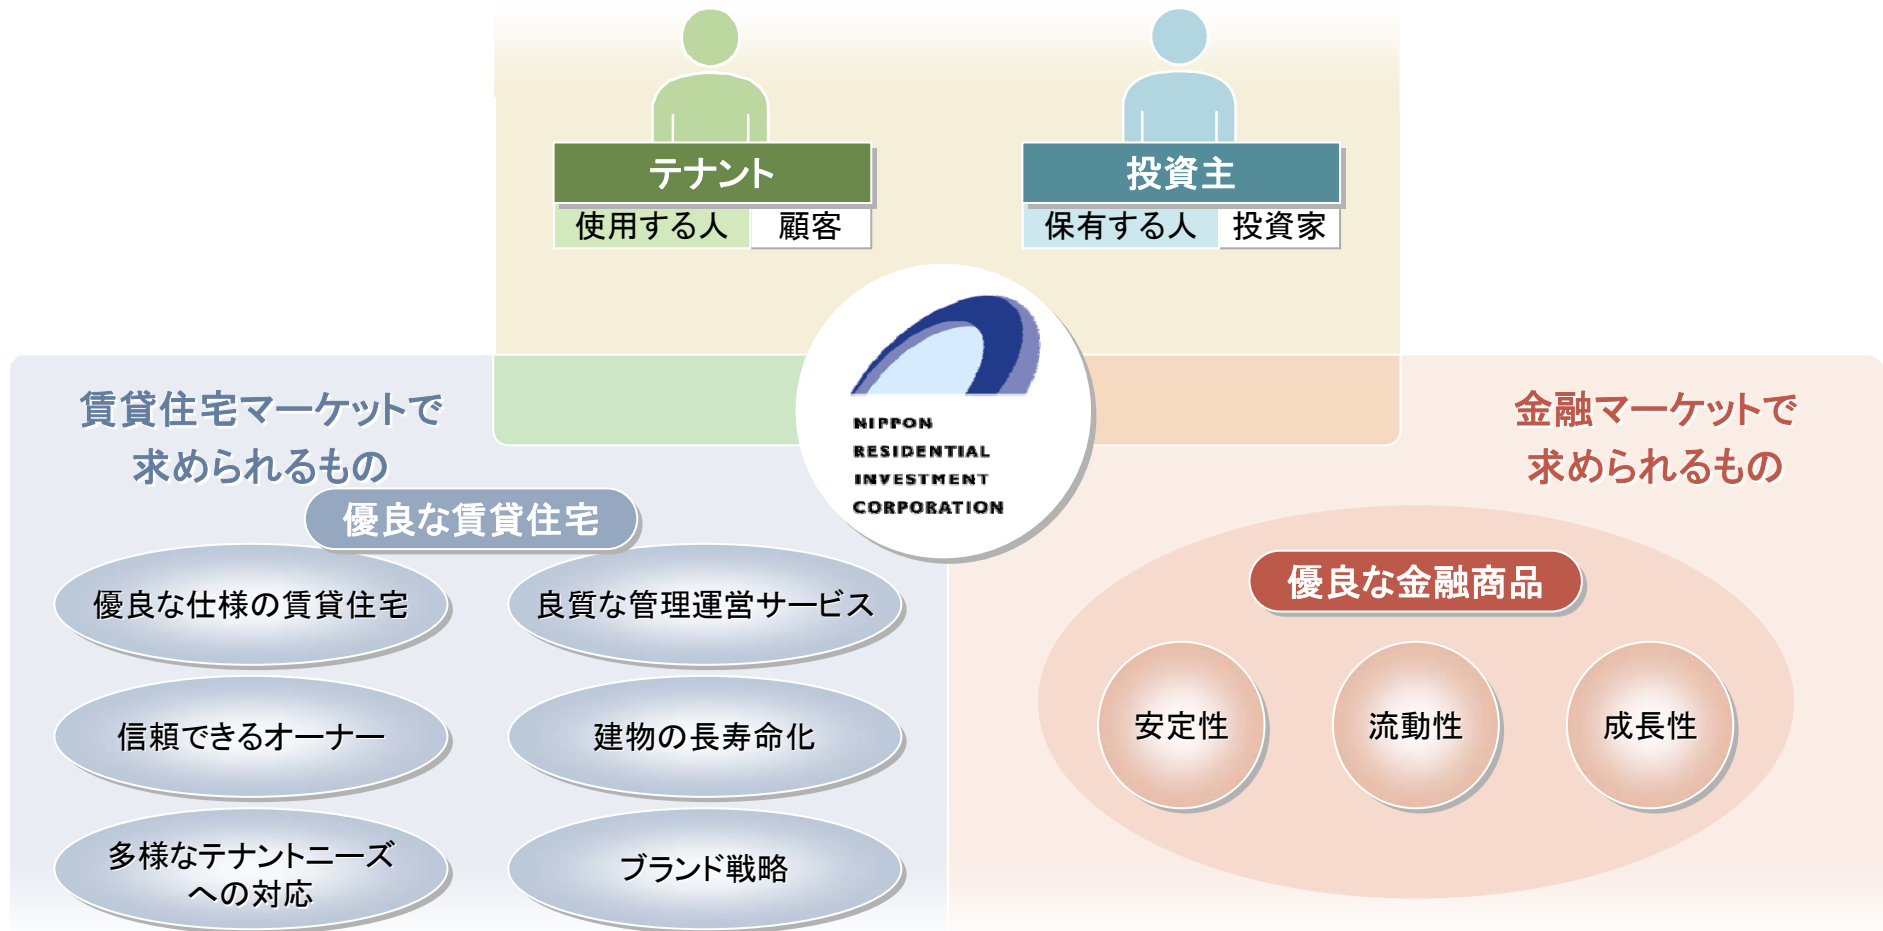 テナント
使用する人 顧客
投資主
保有する人 投資家
NIPPON
RESIDENTIAL
INVESTMENT
CORPORATION
賃貸住宅マーケットで
求められるもの
優良な賃貸住宅
優良な仕様の賃貸住宅
良質な管理運営サービス
信頼できるオーナー
建物の長寿命化
多様なテナントニーズ
への対応
ブランド戦略
金融マーケットで
求められるもの
優良な金融商品
安定性
流動性
成長性